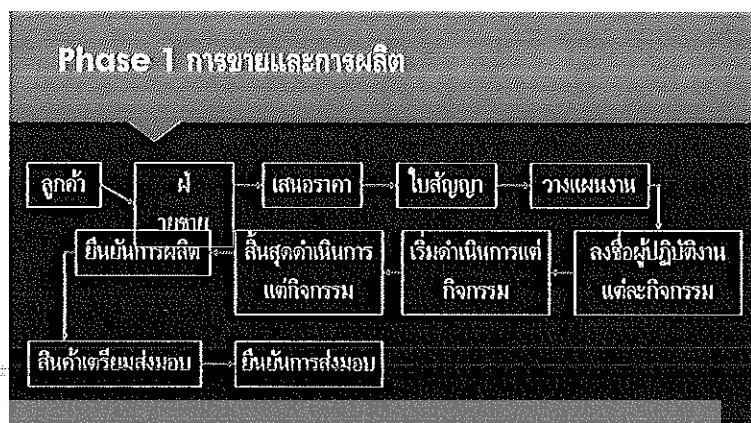 Phase 1 การขายและการผลิต
ลูกค้า
ฝ่
ายขาย
เสนอราคา
ใบสัญญา
วางแผนงาน
ยืนยันการผลิต
สิ้นสุดดำเนินการ
แต่กิจกรรม
เริ่มดำเนินการแต่
กิจกรรม
ลงชื่อผู้ปฏิบัติงาน
แต่ละกิจกรรม
สินค้าเตรียมส่งมอบ
ยืนยันการส่งมอบ